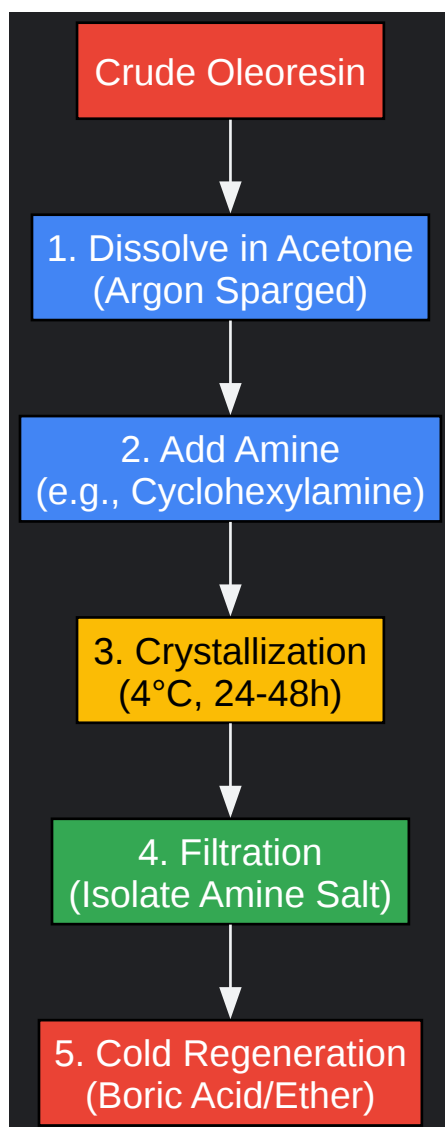 Crude Oleoresin
1. Dissolve in Acetone
(Argon Sparged)
2. Add Amine
(e.g., Cyclohexylamine)
3. Crystallization
(4°C, 24-48h)
4. Filtration
(Isolate Amine Salt)
5. Cold Regeneration
(Boric Acid/Ether)